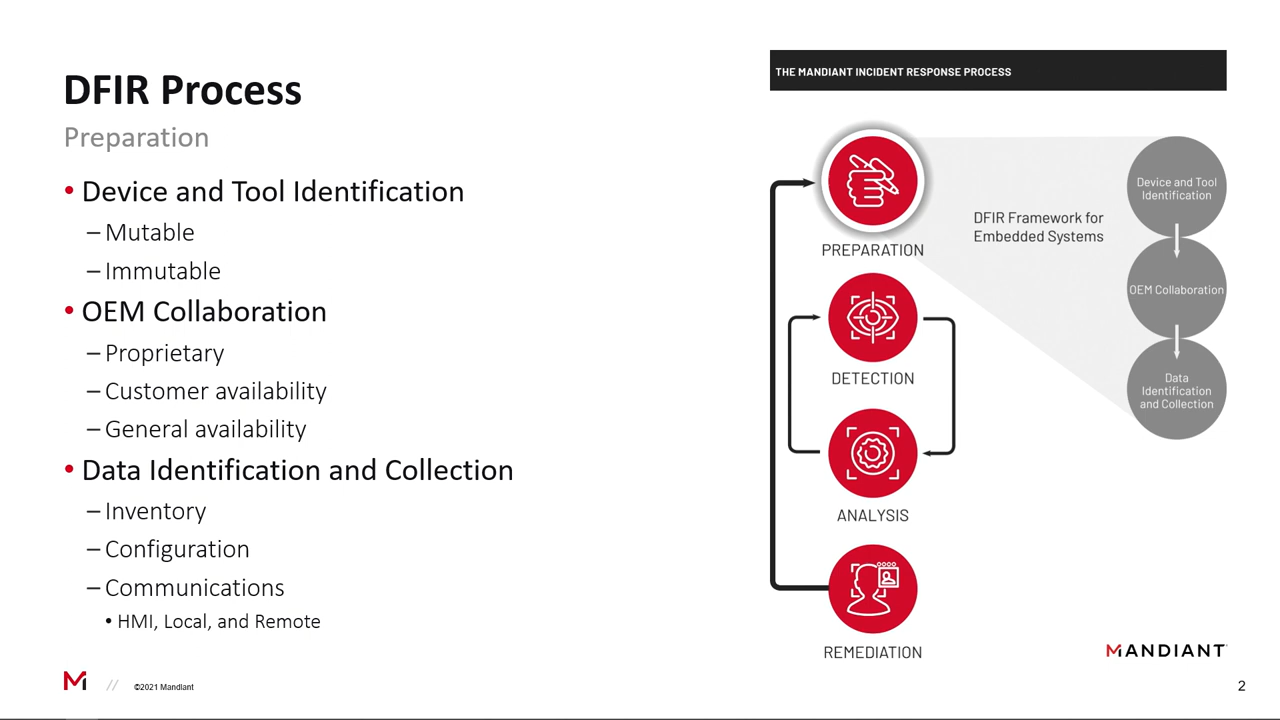 DFIR Process
Preparation
• Device and Tool Identification
– Mutable
– Immutable
• OEM Collaboration
– Proprietary
– Customer availability
– General availability
• Data Identification and Collection
– Inventory
– Configuration
– Communications
• HMI, Local, and Remote
THE MANDIANT INCIDENT RESPONSE PROCESS
PREPARATION
DETECTION
ANALYSIS
REMEDIATION
DFIR Framework for
Embedded Systems
Device and Tool
Identification
OEM Collaboration
Data
Identification
and Collection
MANDIANT
M // ©2021 Mandiant
2